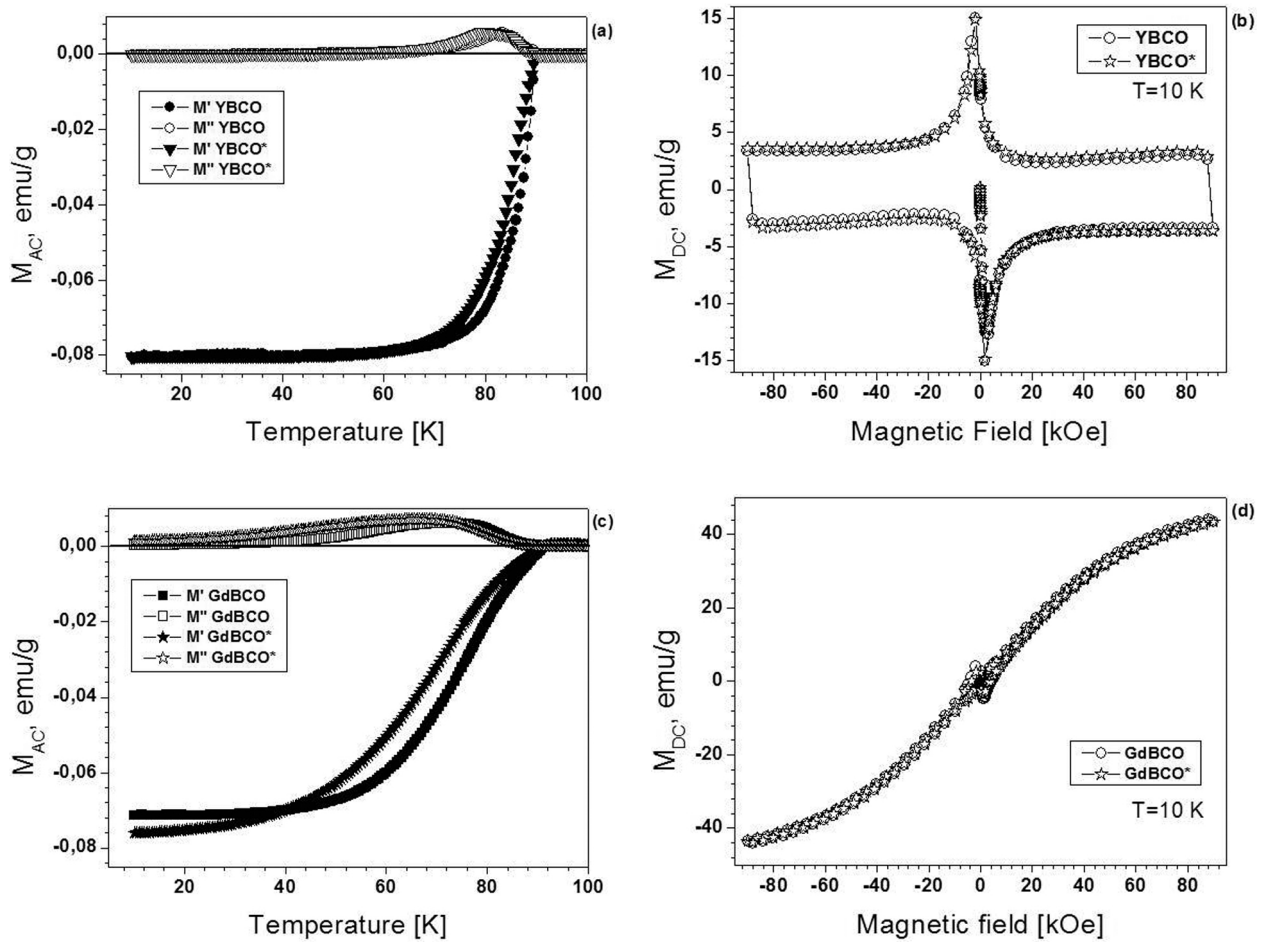 (a)
0,00
-0,02
-0,04
-0,06
-0,08
M_AC, emu/g
M' YBCO
M'' YBCO
M' YBCO*
M'' YBCO*
20 40 60 80 100
Temperature [K]
(b)
15
10
5
0
-5
-10
-15
M_DC, emu/g
YBCO
YBCO*
T=10 K
-80 -60 -40 -20 0 20 40 60 80
Magnetic Field [kOe]
(c)
0,00
-0,02
-0,04
-0,06
-0,08
M_AC, emu/g
M' GdBCO
M'' GdBCO
M' GdBCO*
M'' GdBCO*
20 40 60 80 100
Temperature [K]
(d)
40
20
0
-20
-40
M_DC, emu/g
GdBCO
GdBCO*
T=10 K
-80 -60 -40 -20 0 20 40 60 80
Magnetic field [kOe]